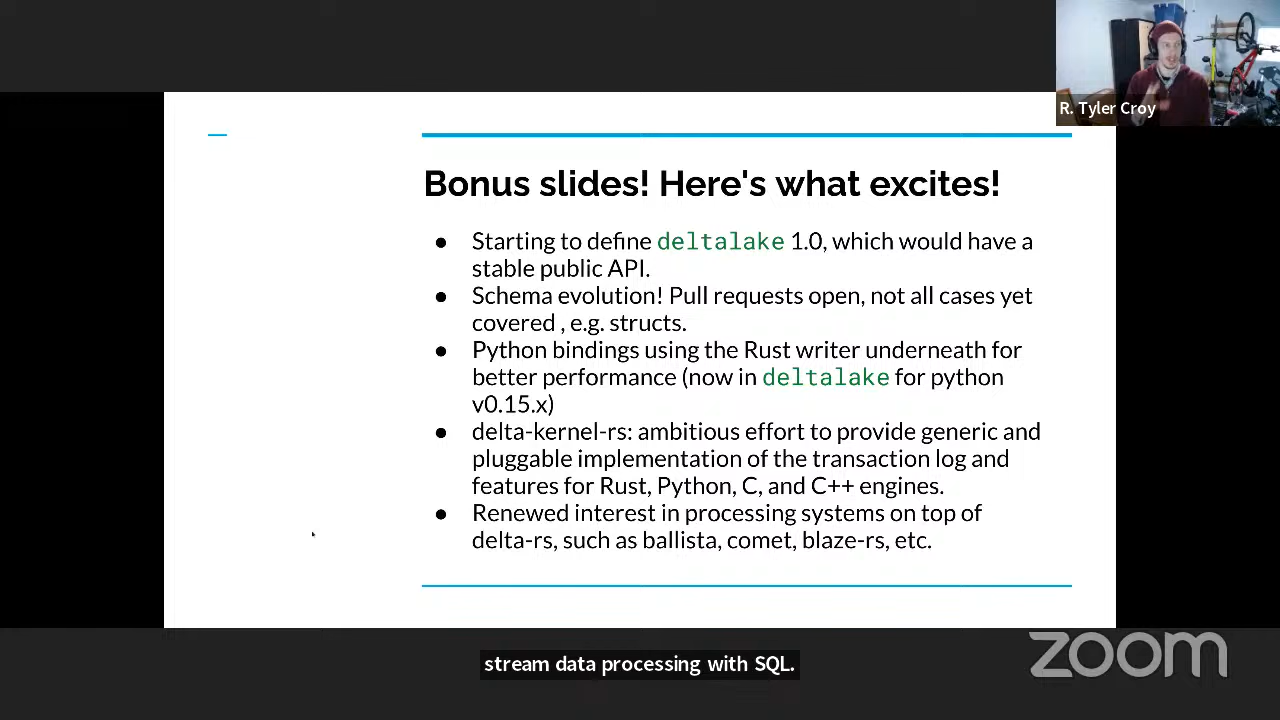 R. Tyler Croy
Bonus slides! Here's what excites!
● Starting to define deltalake 1.0, which would have a
stable public API.
● Schema evolution! Pull requests open, not all cases yet
covered , e.g. structs.
● Python bindings using the Rust writer underneath for
better performance (now in deltalake for python
v0.15.x)
● delta-kernel-rs: ambitious effort to provide generic and
pluggable implementation of the transaction log and
features for Rust, Python, C, and C++ engines.
● Renewed interest in processing systems on top of
delta-rs, such as ballista, comet, blaze-rs, etc.
stream data processing with SQL.
zoom